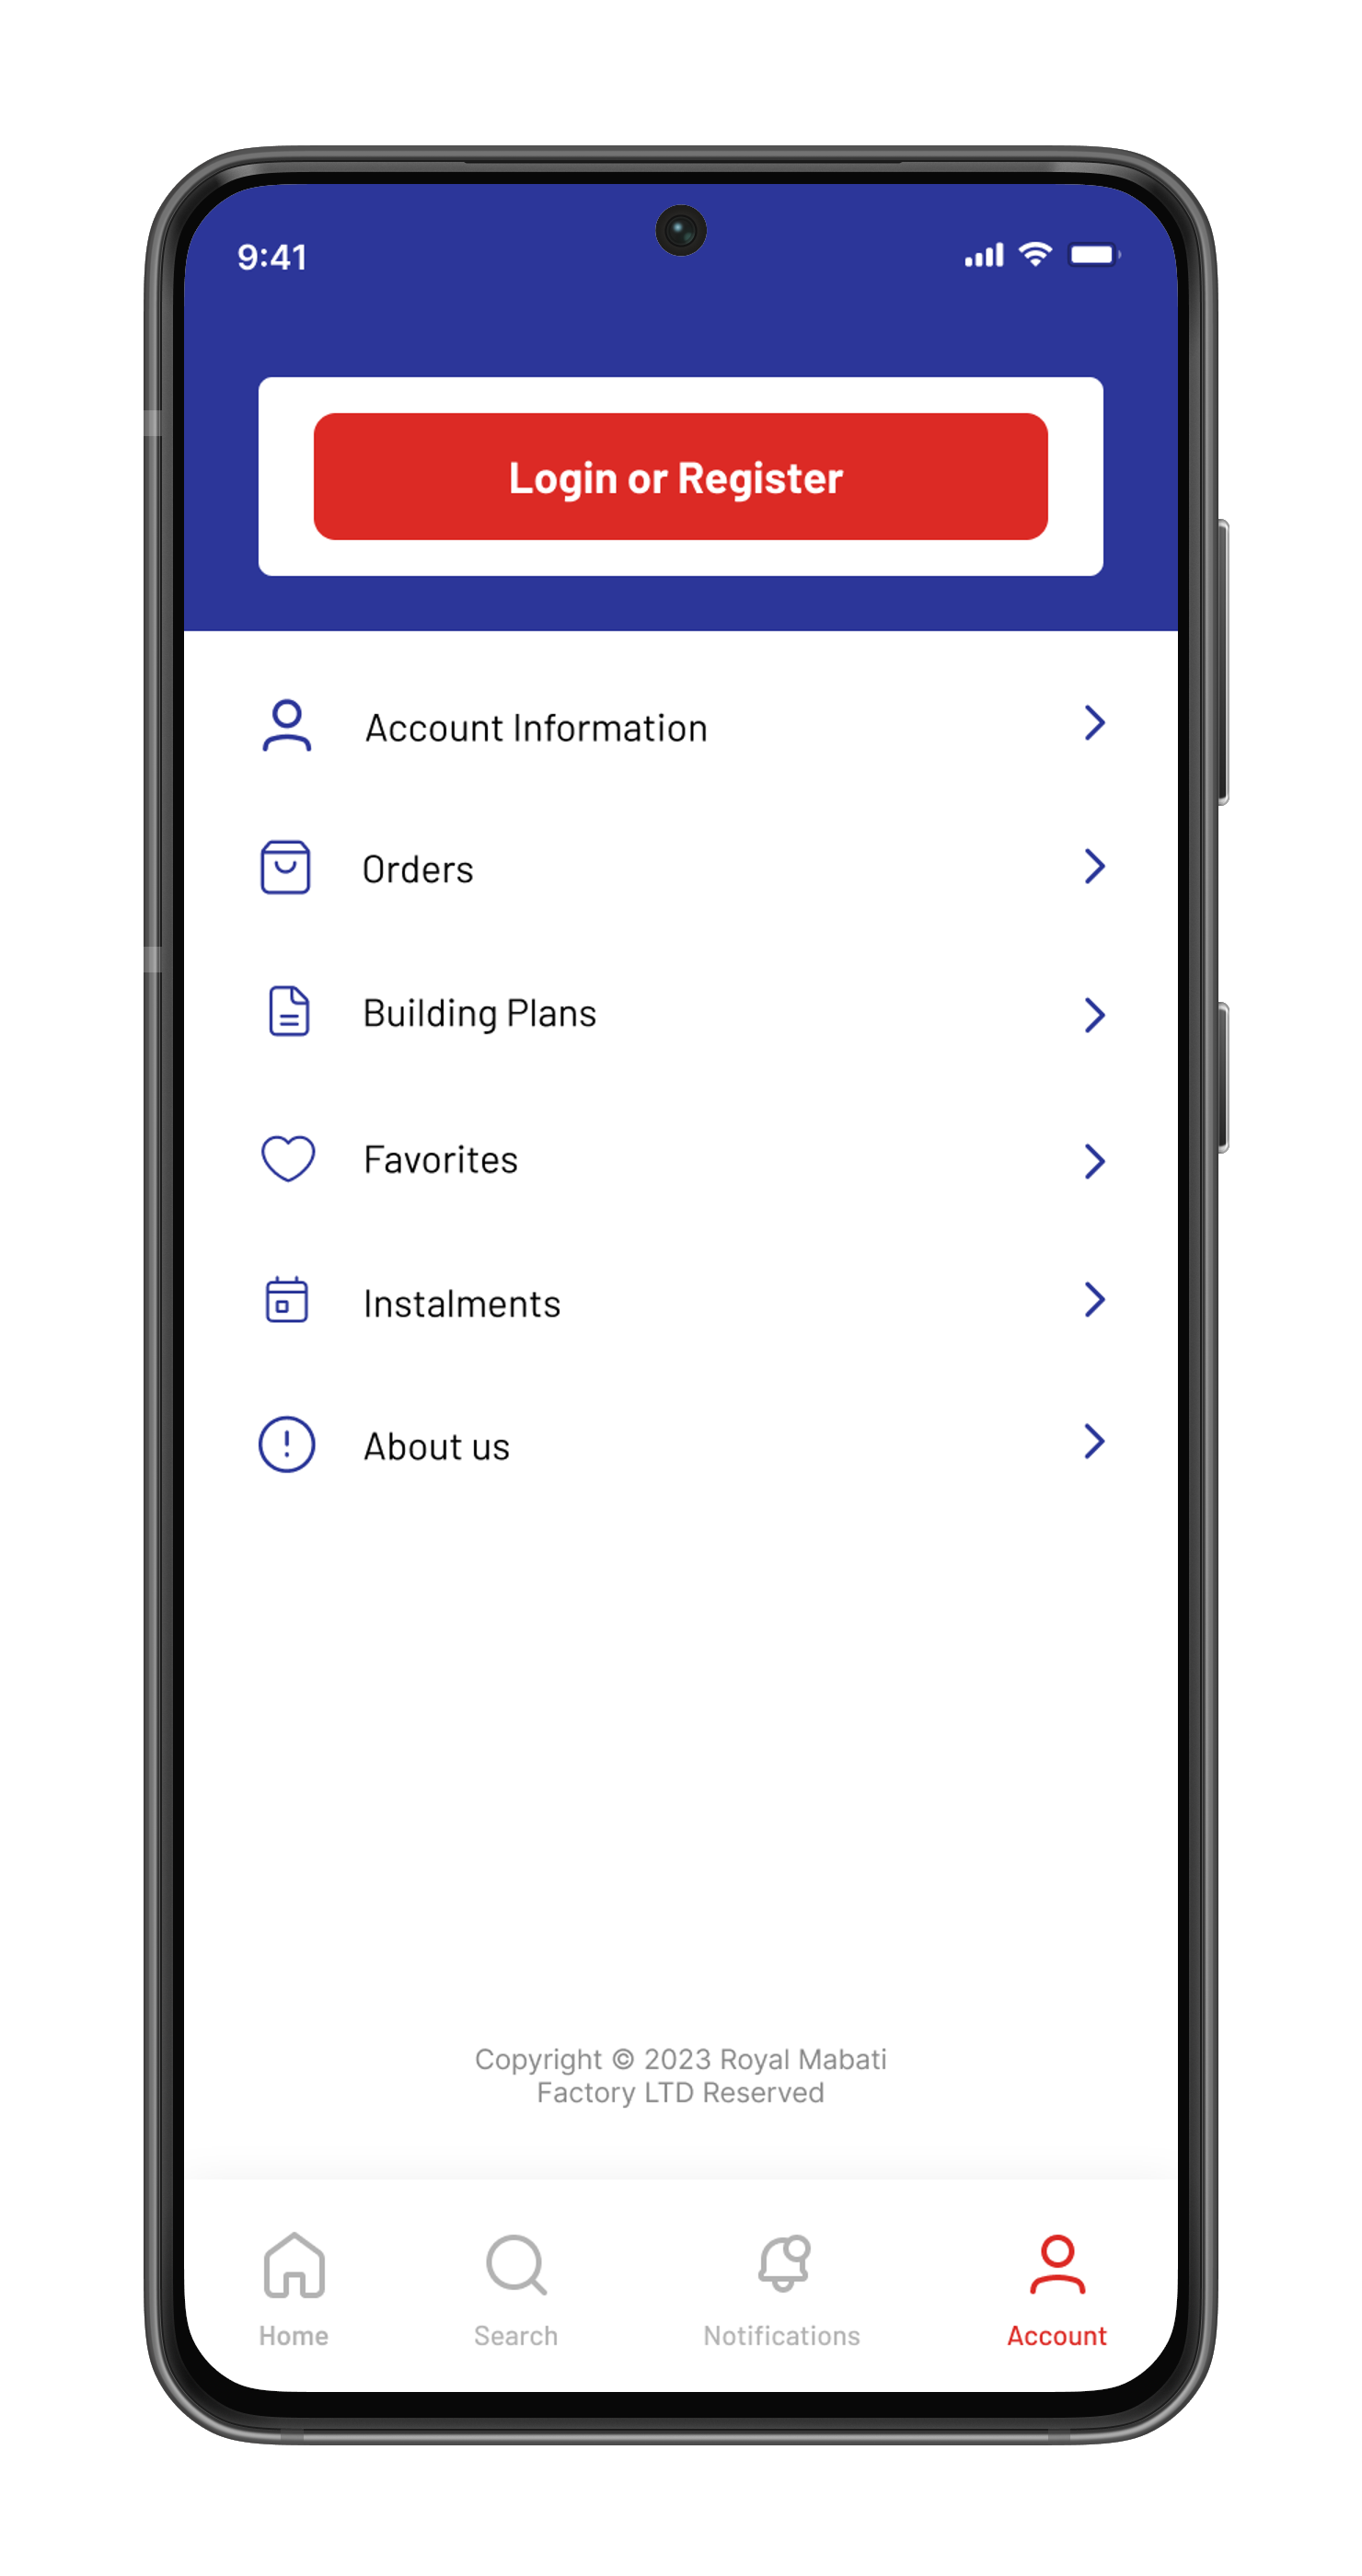 9:41
Login or Register
Account Information
Orders
Building Plans
Favorites
Instalments
About us
Copyright © 2023 Royal Mabati
Factory LTD Reserved
Home
Search
Notifications
Account